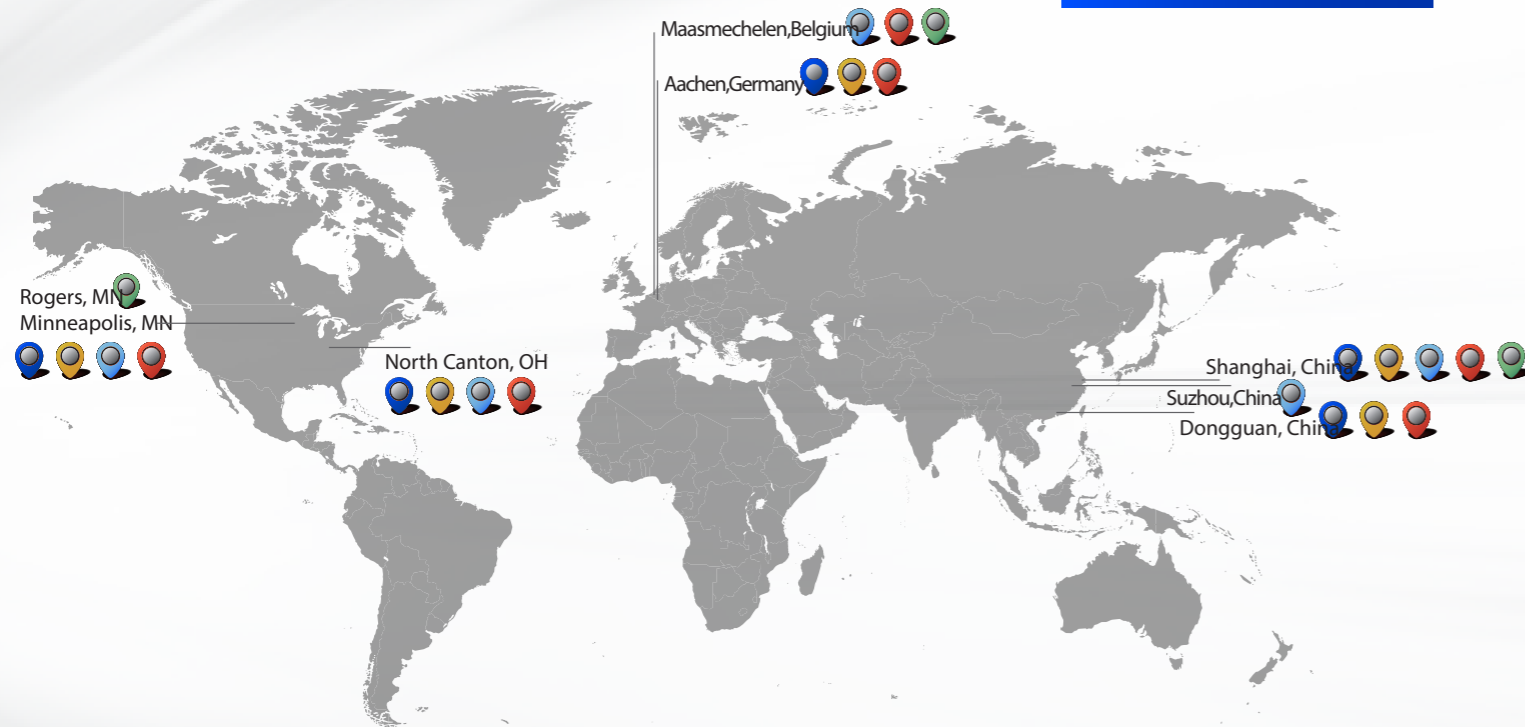 Maasmechelen,Belgium
Aachen,Germany
Rogers, MN
Minneapolis, MN
North Canton, OH
Shanghai, China
Suzhou,China
Dongguan, China